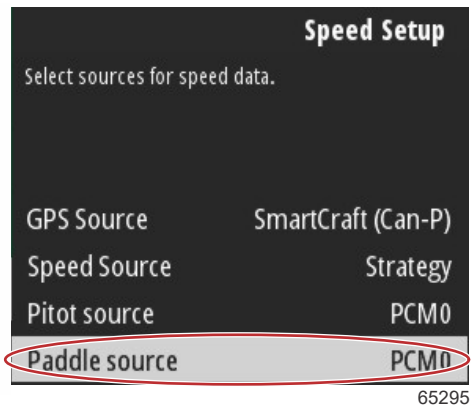 Speed Setup
Select sources for speed data.
GPS Source SmartCraft (Can-P)
Speed Source Strategy
Pitot source PCM0
Paddle source PCM0
65295